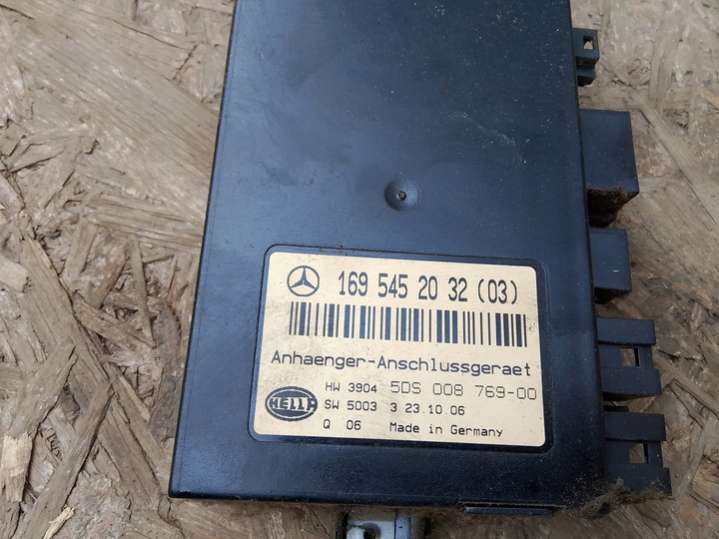 169 545 20 32 (03)
Anhaenger-Anschlussgeraet
HW 3904 5DS 008 769-00
HELLA SW 5003 3 23.10.06
Q 06 Made in Germany